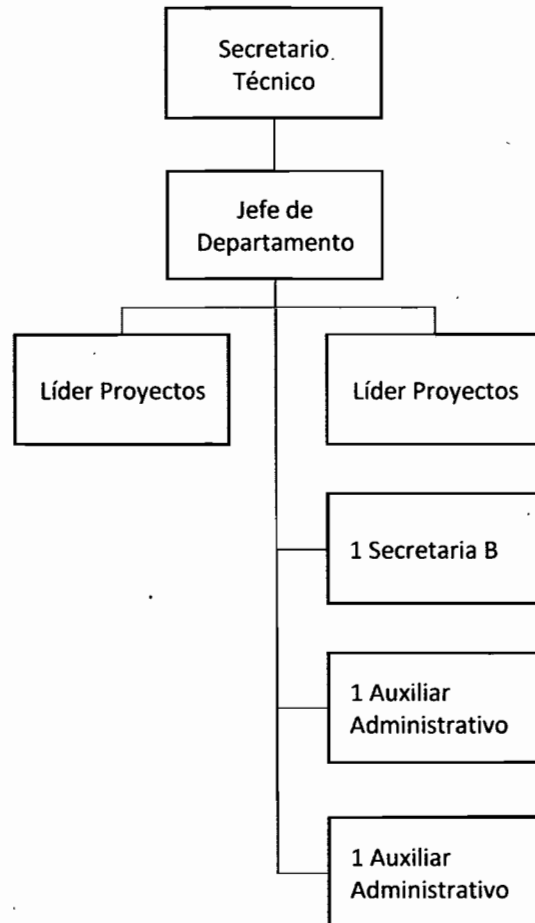 Secretario
Técnico
Jefe de
Departamento
Líder Proyectos
Líder Proyectos
1 Secretaria B
1 Auxiliar
Administrativo
1 Auxiliar
Administrativo